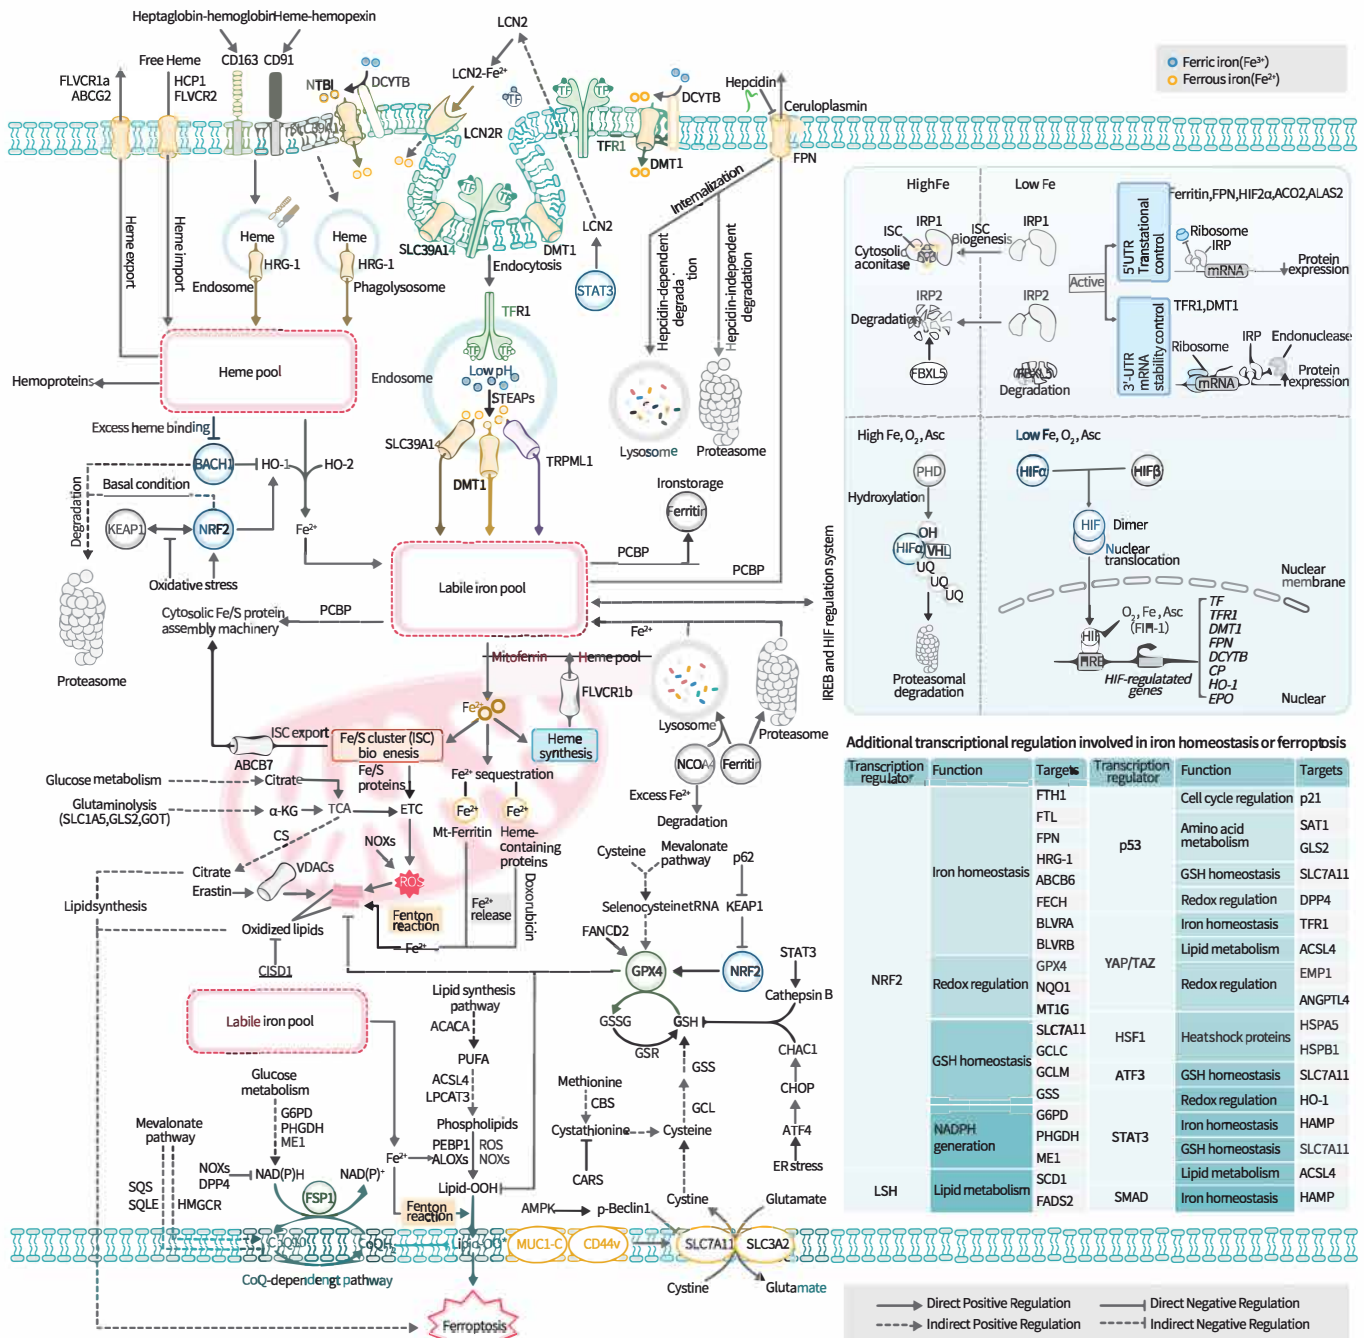 Heptaglobin-hemoglobin
Heme-hemopexin
LCN2
Free Heme
CD163
CD91
FLVCR1a
ABCG2
HCP1
FLVCR2
NTBI
DCYTB
LCN2-Fe²⁺
TF
LCN2R
TFR1
DCYTB
DMT1
Hepcidin
Ceruloplasmin
FPN
Ferric iron(Fe³⁺)
Ferrous iron(Fe²⁺)
Heme export
Heme import
Heme
HRG-1
Endosome
Heme
HRG-1
Phagolysosome
SLC39A14
DMT1
Endocytosis
LCN2
STAT3
Internalization
Hepcidin-dependent
degradation
Hepcidin-independent
degradation
TFR1
TF
TF
Low pH
STEAPs
Endosome
SLC39A14
DMT1
TRPML1
Lysosome
Proteasome
Heme pool
Hemoproteins
Excess heme binding
BACH1
HO-1
HO-2
Basal condition
Degradation
KEAP1
NRF2
Fe²⁺
Oxidative stress
Proteasome
Cytosolic Fe/S protein
assembly machinery
PCBP
Labile iron pool
Iron storage
Ferritin
PCBP
PCBP
Fe²⁺
IREB and HIF regulation system
High Fe
Low Fe
IRP1
ISC
Cytosolic
aconitase
ISC
Biogenesis
IRP1
IRP2
Degradation
FBXL5
IRP2
FBXL5
Degradation
Active
5'UTR
Translational
control
Ferritin,FPN,HIF2α,ACO2,ALAS2
Ribosome
IRP
mRNA
Protein
expression
3'-UTR
mRNA
stability control
TFR1,DMT1
Ribosome
IRP
Endonuclease
mRNA
Protein
expression
High Fe, O₂, Asc
PHD
Hydroxylation
OH
HIFα
VHL
UQ
UQ
UQ
Proteasomal
degradation
Low Fe, O₂, Asc
HIFα
HIFβ
HIF
Dimer
Nuclear
translocation
Nuclear
membrane
O₂, Fe, Asc
(FIH-1)
HIF
HRE
HIF-regulatated
genes
TF
TFR1
DMT1
FPN
DCYTB
CP
HO-1
EPO
Nuclear
Mitoferrin
Heme pool
FLVCR1b
Fe²⁺
Lysosome
Proteasome
NCOA4
Ferritin
Excess Fe²⁺
Degradation
ISC export
ABCB7
Fe/S cluster (ISC)
bio enesis
Heme
synthesis
Fe/S
proteins
Fe²⁺ sequestration
Fe²⁺
Fe²⁺
Mt-Ferritin
Heme-
containing
proteins
Glucose metabolism
Citrate
Glutaminolysis
(SLC1A5,GLS2,GOT)
α-KG
TCA
ETC
CS
NOXs
Citrate
Erastin
VDACs
ROS
Lipid synthesis
Oxidized lipids
Fenton
reaction
Fe²⁺
Fe²⁺
release
Doxorubicin
CISD1
Cysteine
Mevalonate
pathway
p62
Selenocysteine tRNA
KEAP1
FANCD2
GPX4
NRF2
STAT3
Cathepsin B
GSSG
GSH
GSR
CHAC1
CHOP
ATF4
ER stress
GSS
GCL
Methionine
CBS
Cystathionine
Cysteine
CARS
Cystine
Glutamate
AMPK
p-Beclin1
MUC1-C
CD44v
SLC7A11
SLC3A2
Cystine
Glutamate
Labile iron pool
Lipid synthesis
pathway
ACACA
PUFA
ACSL4
LPCAT3
Phospholipids
PEBP1
ALOXs
ROS
NOXs
Fe²⁺
Lipid-OOH
Fenton
reaction
Glucose
metabolism
G6PD
PHGDH
ME1
Mevalonate
pathway
NOXs
DPP4
NAD(P)H
NAD(P)⁺
FSP1
SQS
SQLE
HMGCR
CoQ10
CoQH₂
Lipid-OO•
CoQ-dependengt pathway
Ferroptosis
Additional transcriptional regulation involved in iron homeostasis or ferroptosis
Transcription
regulator
Function
Targets
NRF2
Iron homeostasis
FTH1
FTL
FPN
HRG-1
ABCB6
FECH
BLVRA
BLVRB
Redox regulation
GPX4
NQO1
MT1G
GSH homeostasis
SLC7A11
GCLC
GCLM
GSS
NADPH
generation
G6PD
PHGDH
ME1
LSH
Lipid metabolism
SCD1
FADS2
Transcription
regulator
Function
Targets
p53
Cell cycle regulation
p21
Amino acid
metabolism
SAT1
GLS2
GSH homeostasis
SLC7A11
Redox regulation
DPP4
YAP/TAZ
Iron homeostasis
TFR1
Lipid metabolism
ACSL4
Redox regulation
EMP1
ANGPTL4
HSF1
Heatshock proteins
HSPA5
HSPB1
ATF3
GSH homeostasis
SLC7A11
STAT3
Redox regulation
HO-1
Iron homeostasis
HAMP
GSH homeostasis
SLC7A11
Lipid metabolism
ACSL4
SMAD
Iron homeostasis
HAMP
Direct Positive Regulation
Indirect Positive Regulation
Direct Negative Regulation
Indirect Negative Regulation